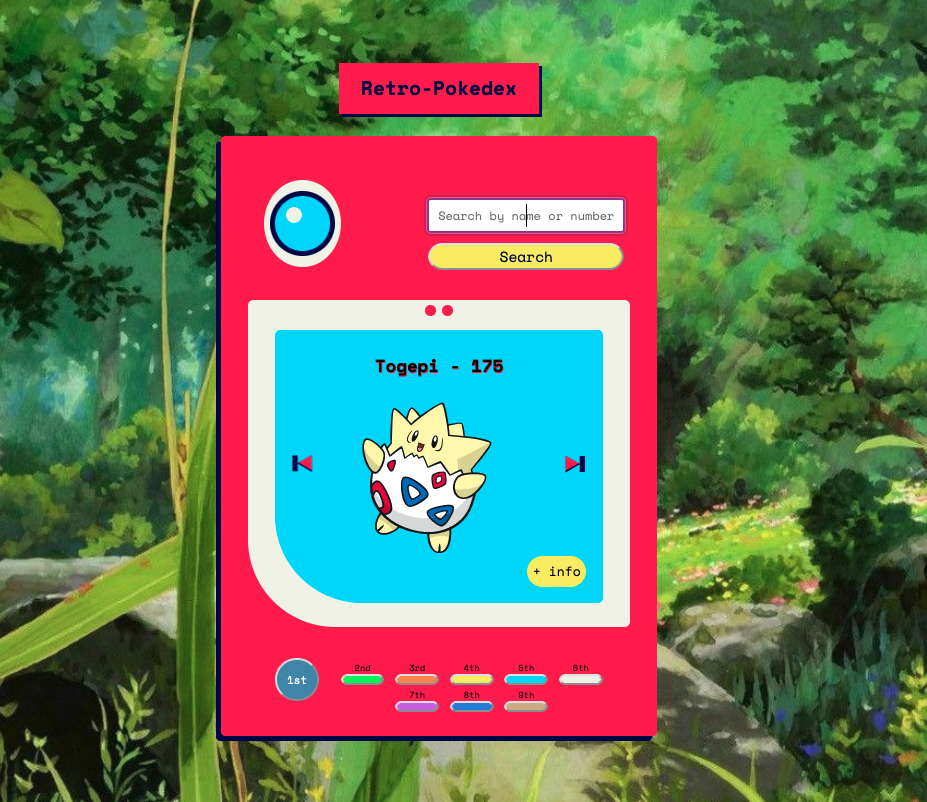 Retro-Pokedex
Search by name or number
Search
Togepi - 175
+ info
1st
2nd 3rd 4th 5th 6th
7th 8th 9th